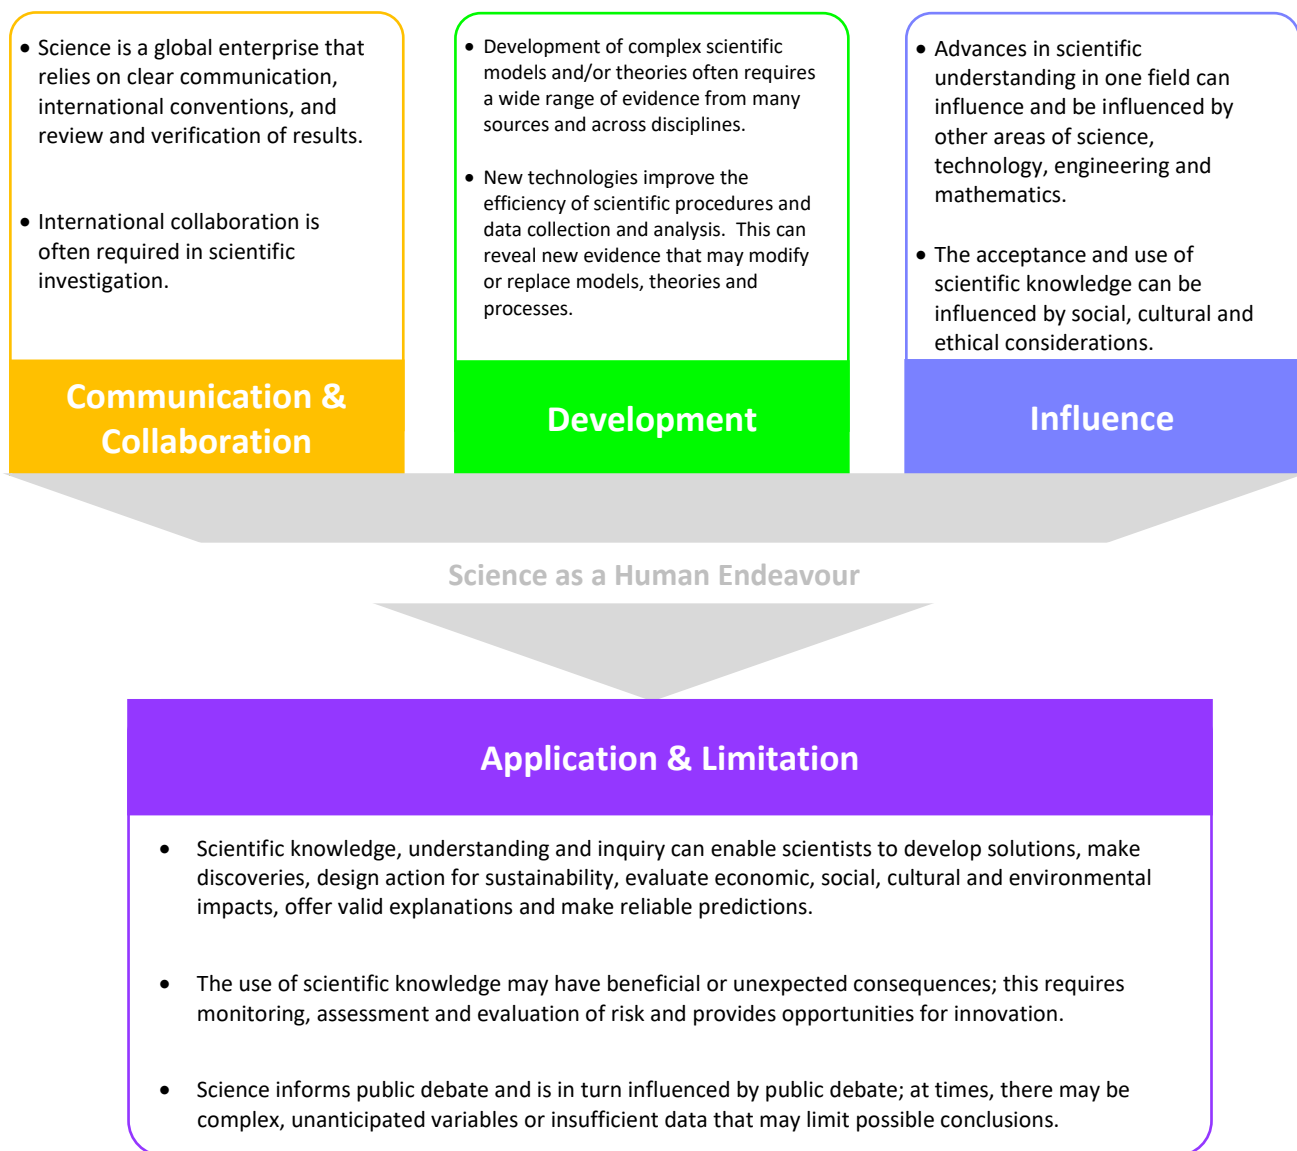 • Science is a global enterprise that
relies on clear communication,
international conventions, and
review and verification of results.
• International collaboration is
often required in scientific
investigation.
Communication &
Collaboration
• Development of complex scientific
models and/or theories often requires
a wide range of evidence from many
sources and across disciplines.
• New technologies improve the
efficiency of scientific procedures and
data collection and analysis.  This can
reveal new evidence that may modify
or replace models, theories and
processes.
Development
• Advances in scientific
understanding in one field can
influence and be influenced by
other areas of science,
technology, engineering and
mathematics.
• The acceptance and use of
scientific knowledge can be
influenced by social, cultural and
ethical considerations.
Influence
Science as a Human Endeavour
Application & Limitation
• Scientific knowledge, understanding and inquiry can enable scientists to develop solutions, make
discoveries, design action for sustainability, evaluate economic, social, cultural and environmental
impacts, offer valid explanations and make reliable predictions.
• The use of scientific knowledge may have beneficial or unexpected consequences; this requires
monitoring, assessment and evaluation of risk and provides opportunities for innovation.
• Science informs public debate and is in turn influenced by public debate; at times, there may be
complex, unanticipated variables or insufficient data that may limit possible conclusions.